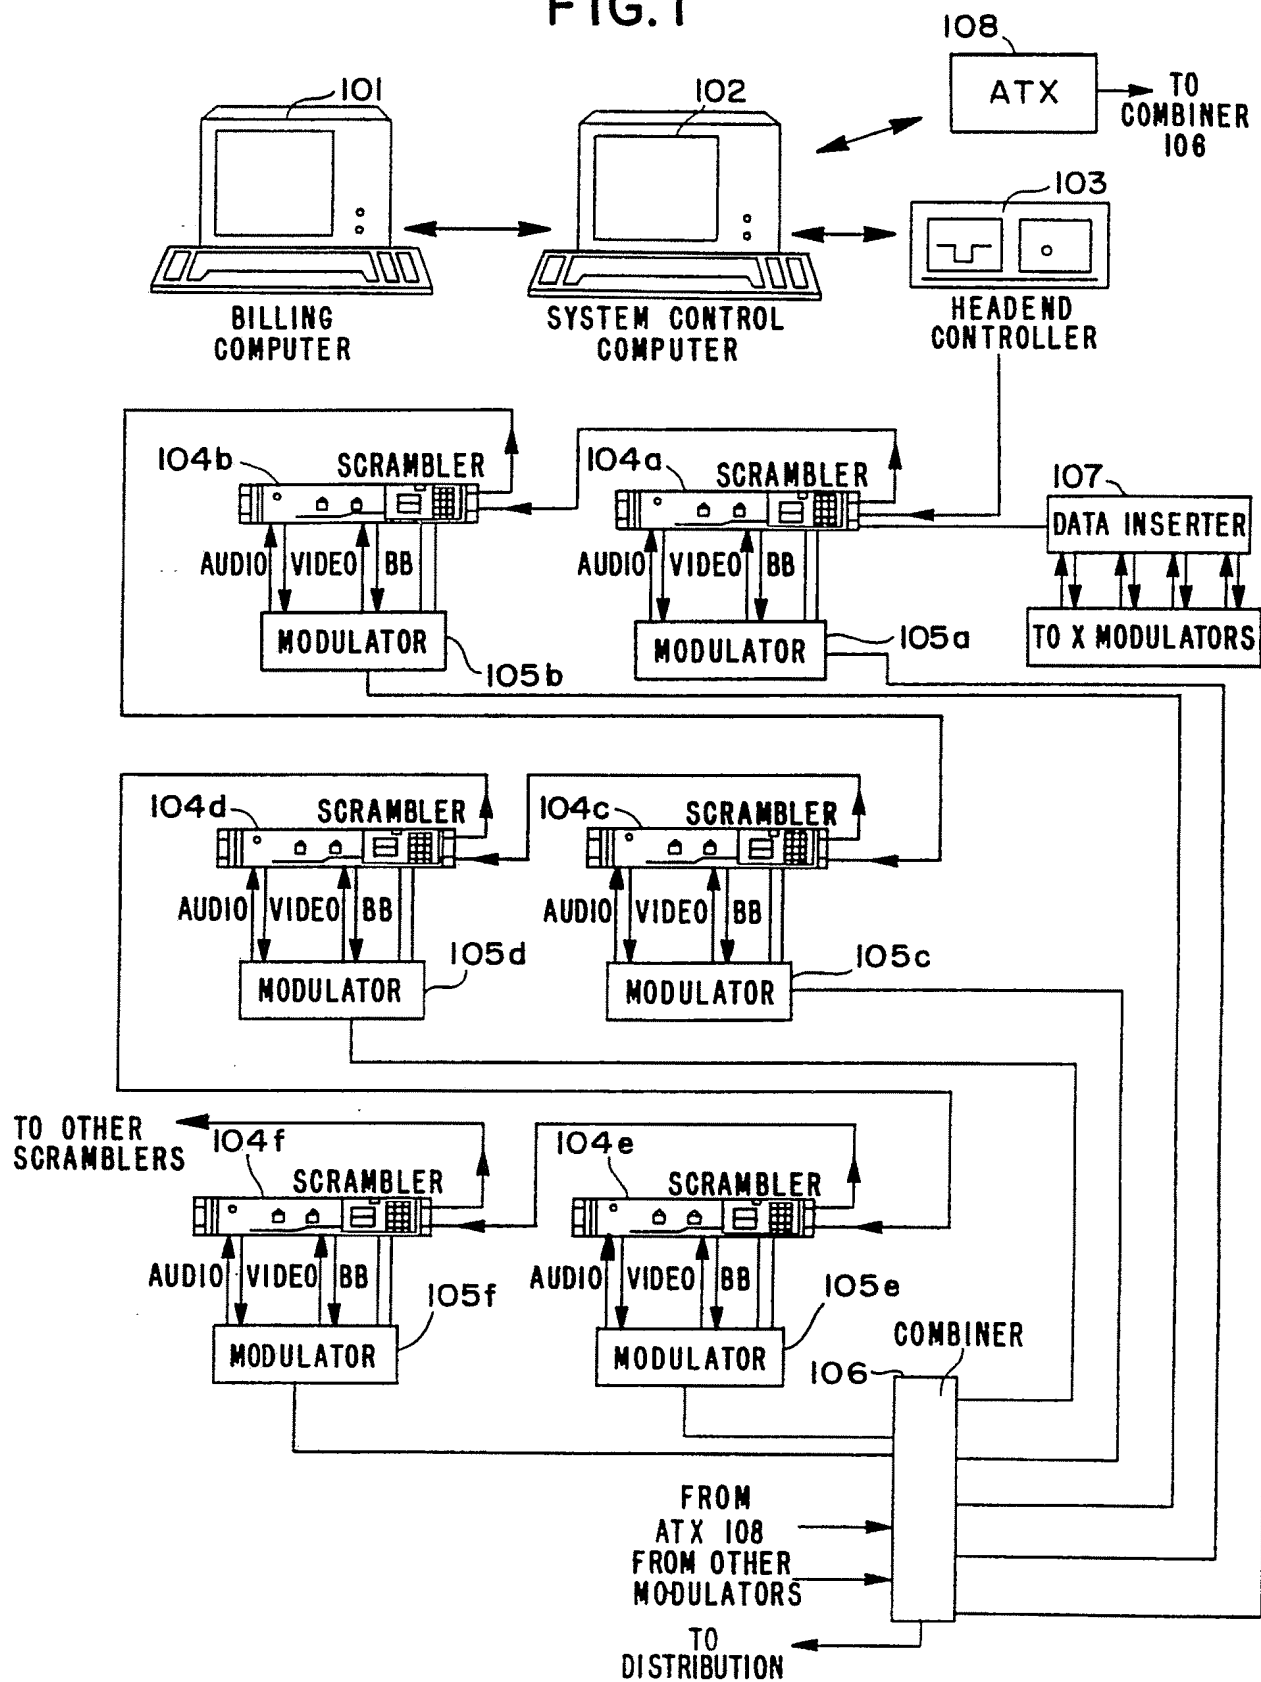 FIG. 1
108
ATX
TO
COMBINER
106
101
102
103
BILLING
COMPUTER
SYSTEM CONTROL
COMPUTER
HEADEND
CONTROLLER
104b
SCRAMBLER
AUDIO VIDEO BB
MODULATOR
105b
104a
SCRAMBLER
AUDIO VIDEO BB
MODULATOR
105a
107
DATA INSERTER
TO X MODULATORS
104d
SCRAMBLER
AUDIO VIDEO BB
MODULATOR
105d
104c
SCRAMBLER
AUDIO VIDEO BB
MODULATOR
105c
TO OTHER
SCRAMBLERS
104f
SCRAMBLER
AUDIO VIDEO BB
MODULATOR
105f
104e
SCRAMBLER
AUDIO VIDEO BB
MODULATOR
105e
COMBINER
106
FROM
ATX 108
FROM OTHER
MODULATORS
TO
DISTRIBUTION